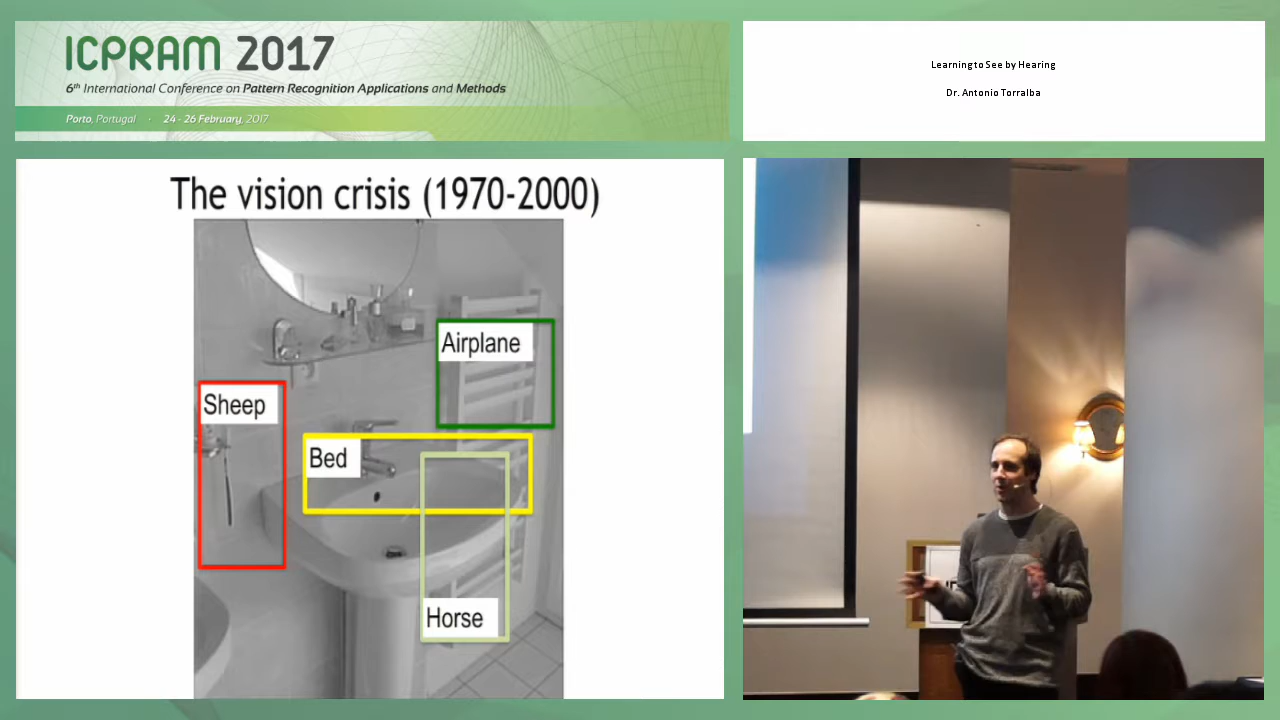 ICPRAM 2017
6th International Conference on Pattern Recognition Applications and Methods
Porto, Portugal · 24 - 26 February, 2017
Learning to See by Hearing
Dr. Antonio Torralba
The vision crisis (1970-2000)
Airplane
Sheep
Bed
Horse